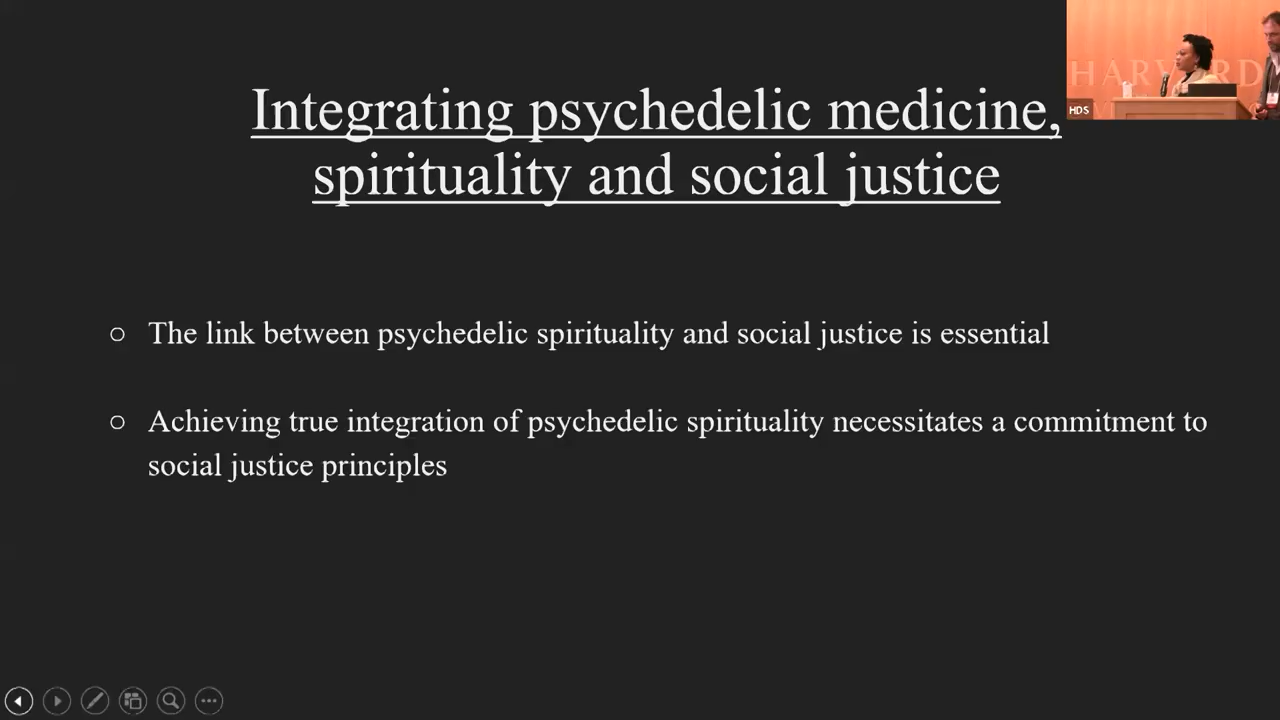 Integrating psychedelic medicine,
spirituality and social justice
HARVARD
HDS
○ The link between psychedelic spirituality and social justice is essential
○ Achieving true integration of psychedelic spirituality necessitates a commitment to
social justice principles